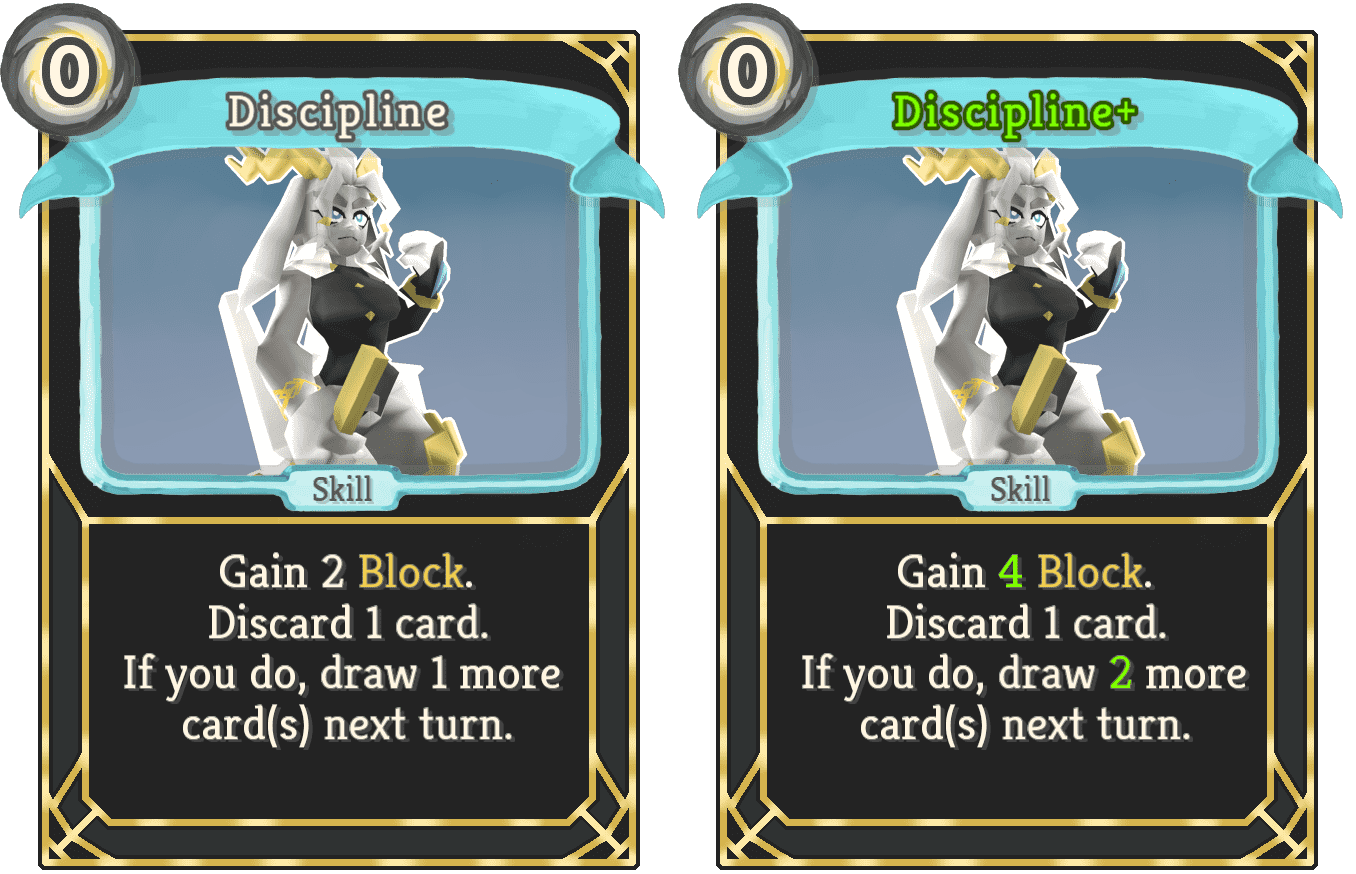 0
Discipline
Skill
Gain 2 Block.
Discard 1 card.
If you do, draw 1 more
card(s) next turn.
0
Discipline+
Skill
Gain 4 Block.
Discard 1 card.
If you do, draw 2 more
card(s) next turn.